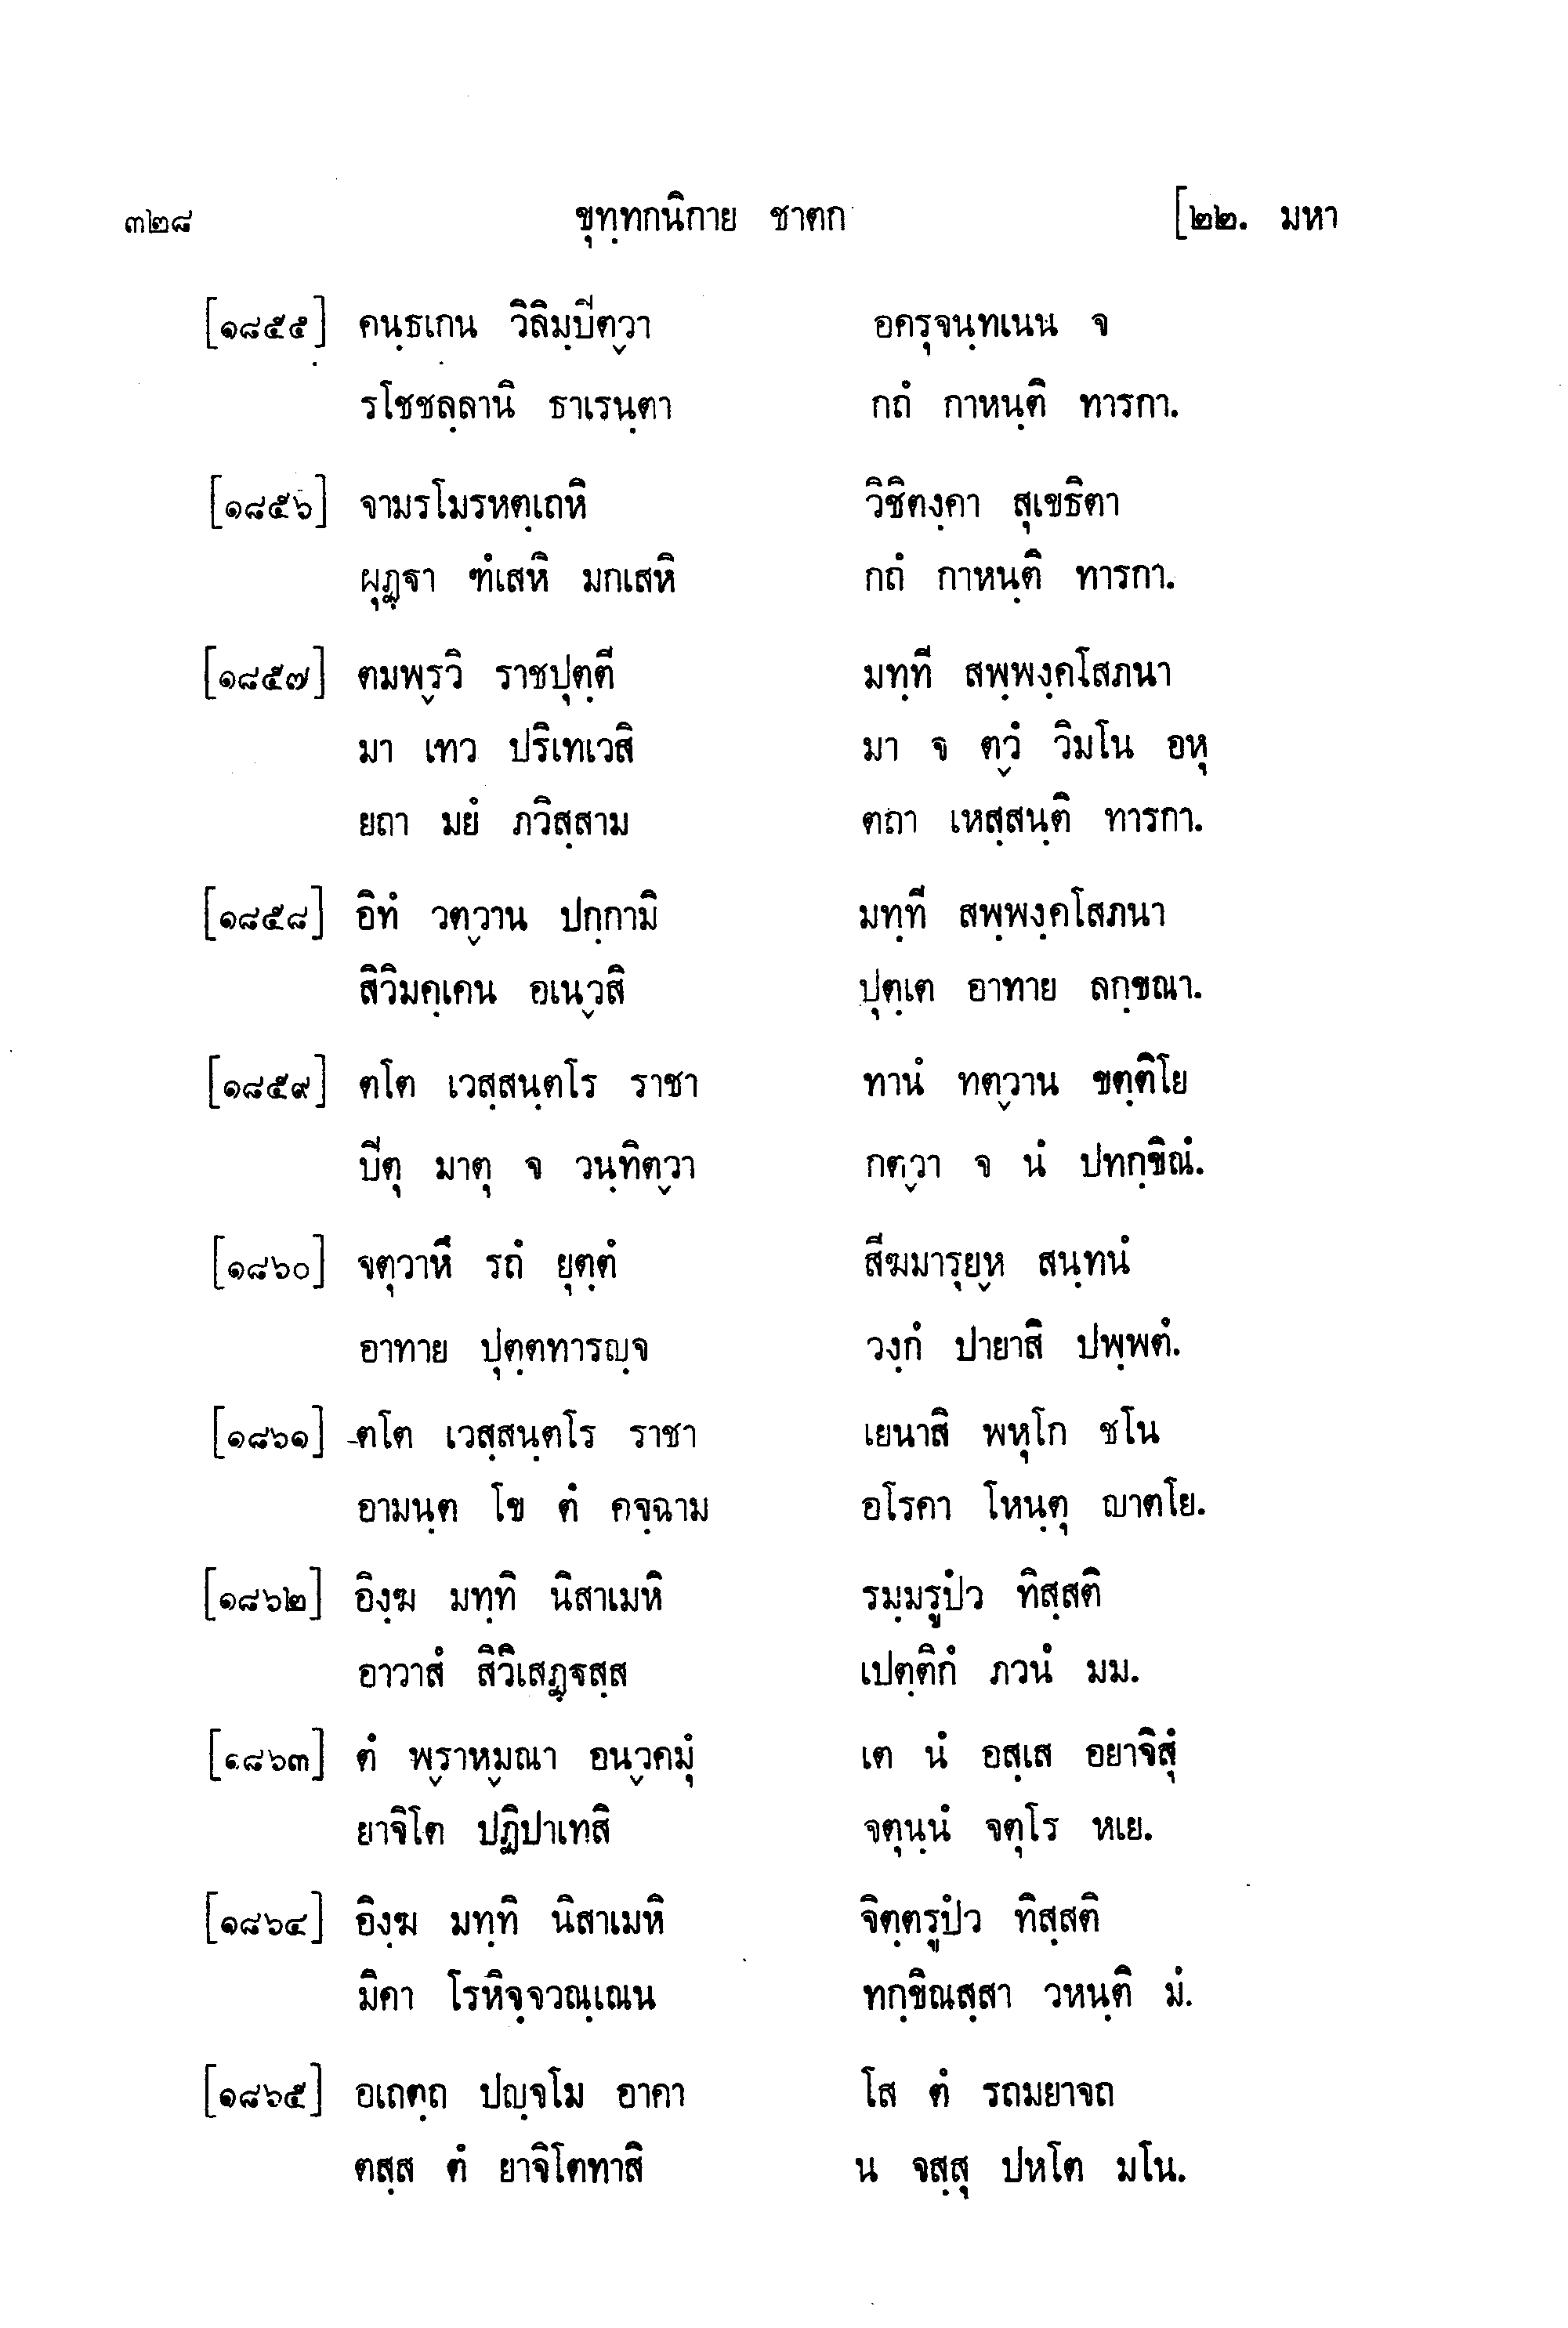 ๓๒๘ ขุทฺทกนิกาย ชาตก [๒๒. มหา
[๑๘๕๕] คนฺธเกน วิลิมฺปิต๎วา อครุจนฺทเนน จ
รโชชลฺลานิ ธาเรนฺตา กถํ กาหนฺติ ทารกา.
[๑๘๕๖] จามรโมรหตฺเถหิ วิชิตงฺคา สุเขธิตา
ผุฏฺฐา ฑํเสหิ มกเสหิ กถํ กาหนฺติ ทารกา.
[๑๘๕๗] ตมพ๎รวิ ราชปุตฺตี มทฺที สพฺพงฺคโสภนา
มา เทว ปริเทเวสิ มา จ ต๎วํ วิมโน อหุ
ยถา มยํ ภวิสฺสาม ตถา เหสฺสนฺติ ทารกา.
[๑๘๕๘] อิทํ วต๎วาน ปกฺกามิ มทฺที สพฺพงฺคโสภนา
สิวิมคฺเคน อเน๎วสิ ปุตฺเต อาทาย ลกฺขณา.
[๑๘๕๙] ตโต เวสฺสนฺตโร ราชา ทานํ ทต๎วาน ขตฺติโย
ปิตุ มาตุ จ วนฺทิต๎วา กต๎วา จ นํ ปทกฺขิณํ.
[๑๘๖๐] จตุวาหึ รถํ ยุตฺตํ สีฆมารุย๎ห สนฺทนํ
อาทาย ปุตฺตทารญฺจ วงฺกํ ปายาสิ ปพฺพตํ.
[๑๘๖๑] ตโต เวสฺสนฺตโร ราชา เยนาสิ พหุโก ชโน
อามนฺต โข ตํ คจฺฉาม อโรคา โหนฺตุ ญาตโย.
[๑๘๖๒] อิงฺฆ มทฺทิ นิสาเมหิ รมฺมรูปํว ทิสฺสติ
อาวาสํ สิวิเสฏฺฐสฺส เปตฺติกํ ภวนํ มม.
[๑๘๖๓] ตํ พ๎ราห๎มณา อน๎วคมุํ เต นํ อสฺเส อยาจิสุํ
ยาจิโต ปฏิปาเทสิ จตุนฺนํ จตุโร หเย.
[๑๘๖๔] อิงฺฆ มทฺทิ นิสาเมหิ จิตฺตรูปํว ทิสฺสติ
มิคา โรหิจฺจวณฺเณน ทกฺขิณสฺสา วหนฺติ มํ.
[๑๘๖๕] อเถตฺถ ปญฺจโม อาคา โส ตํ รถมยาจถ
ตสฺส ตํ ยาจิโตทาสิ น จสฺสุ ปหโต มโน.